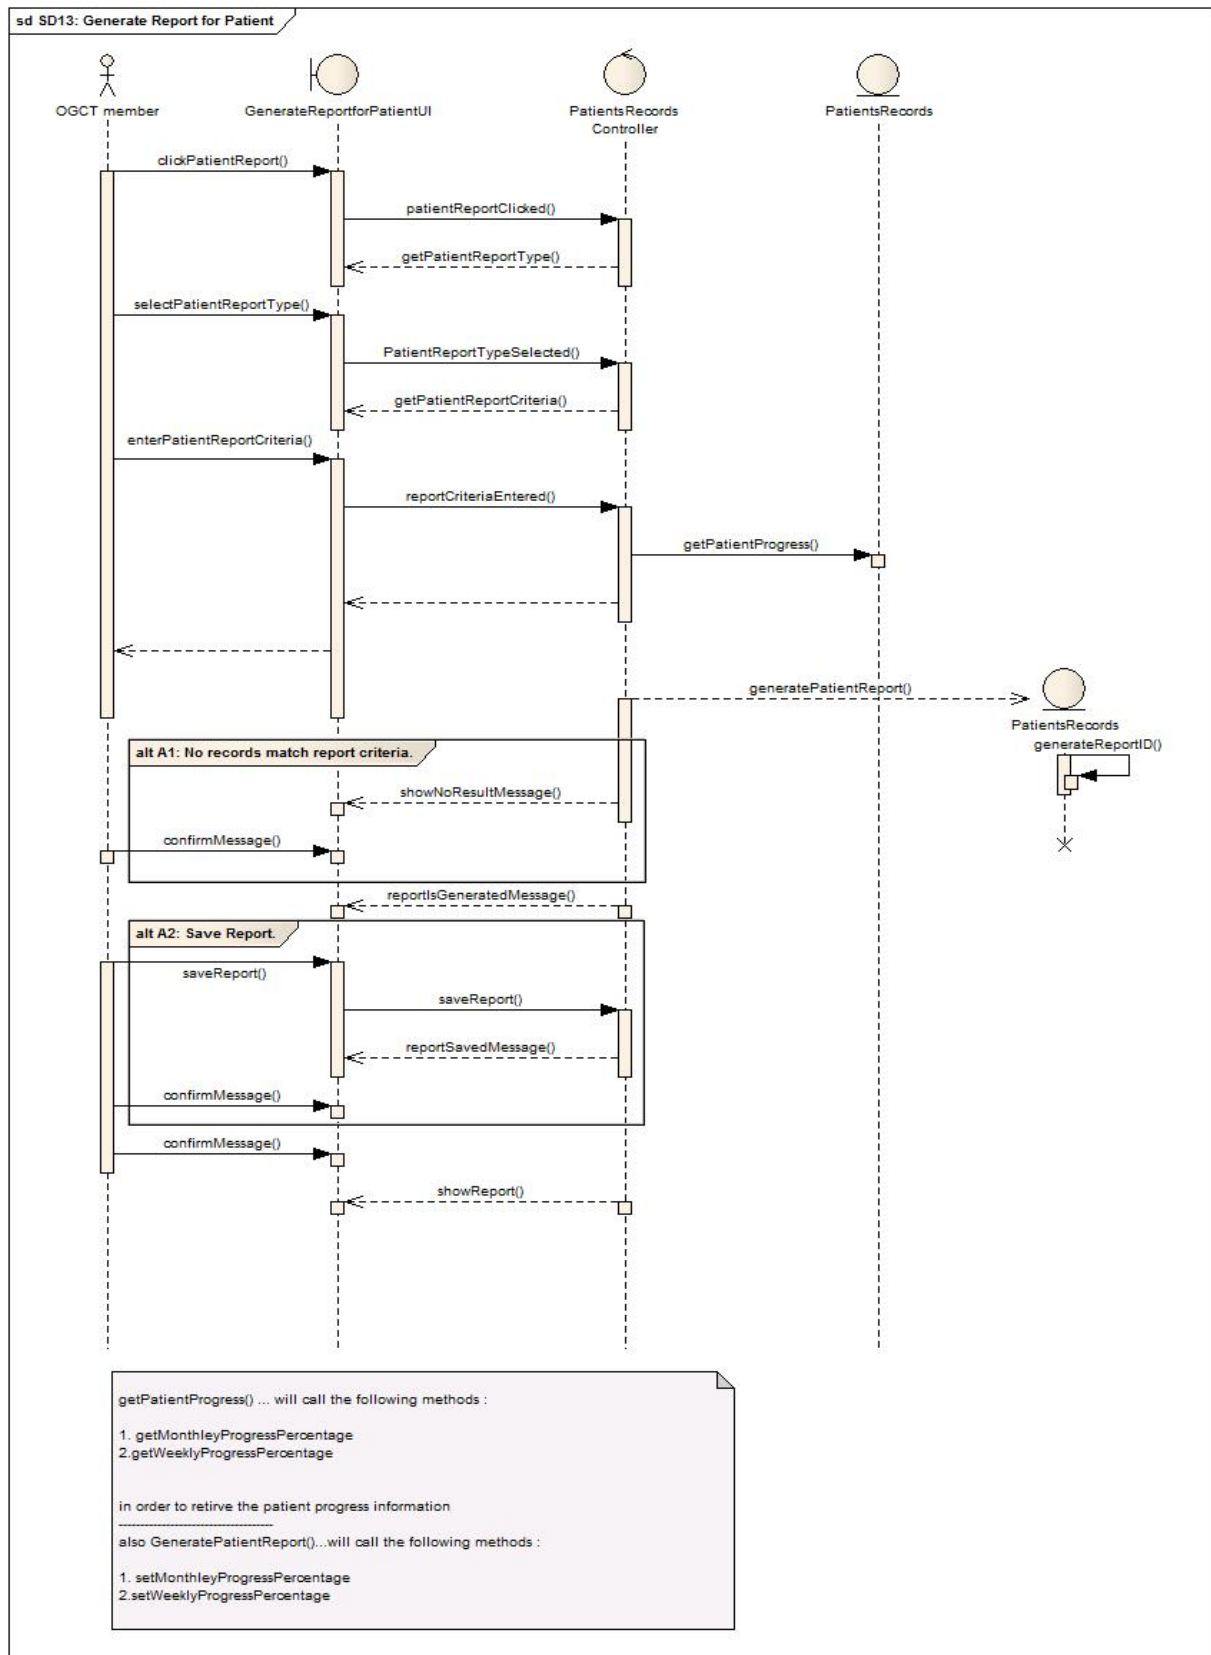 sd SD13: Generate Report for Patient
OGCT member
GenerateReportforPatientUI
PatientsRecords
Controller
PatientsRecords
clickPatientReport()
patientReportClicked()
getPatientReportType()
selectPatientReportType()
PatientReportTypeSelected()
getPatientReportCriteria()
enterPatientReportCriteria()
reportCriteriaEntered()
getPatientProgress()
generatePatientReport()
PatientsRecords
generateReportID()
alt A1: No records match report criteria.
showNoResultMessage()
confirmMessage()
reportIsGeneratedMessage()
alt A2: Save Report.
saveReport()
saveReport()
reportSavedMessage()
confirmMessage()
confirmMessage()
showReport()
getPatientProgress() ... will call the following methods :
1. getMonthleyProgressPercentage
2.getWeeklyProgressPercentage
in order to retirve the patient progress information
------------------------------------
also GeneratePatientReport()...will call the following methods :
1. setMonthleyProgressPercentage
2.setWeeklyProgressPercentage